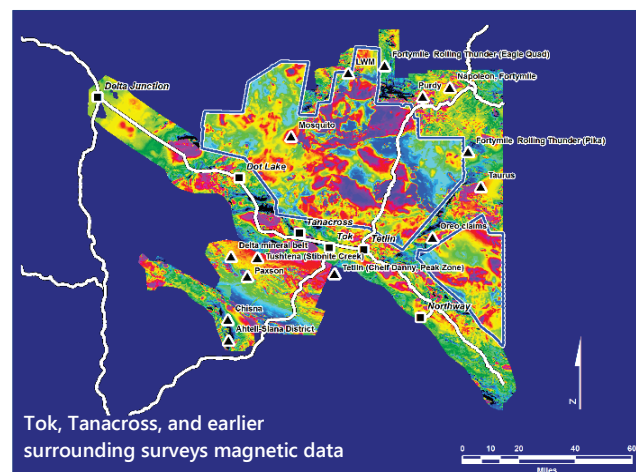 Fortymile Rolling Thunder (Eagle Quad)
LWM
Napoleon, Fortymile
Purdy
Delta Junction
Mosquito
Fortymile Rolling Thunder (Pika)
Dot Lake
Taurus
Tanacross
Oreo claims
Tok
Tetlin
Delta mineral belt
Tushtena (Stibnite Creek)
Tetlin (Cheif Danny, Peak Zone)
Paxson
Northway
Chisna
Ahtell-Slana District
N
Tok, Tanacross, and earlier
surrounding surveys magnetic data
0 10 20 40 60
Miles